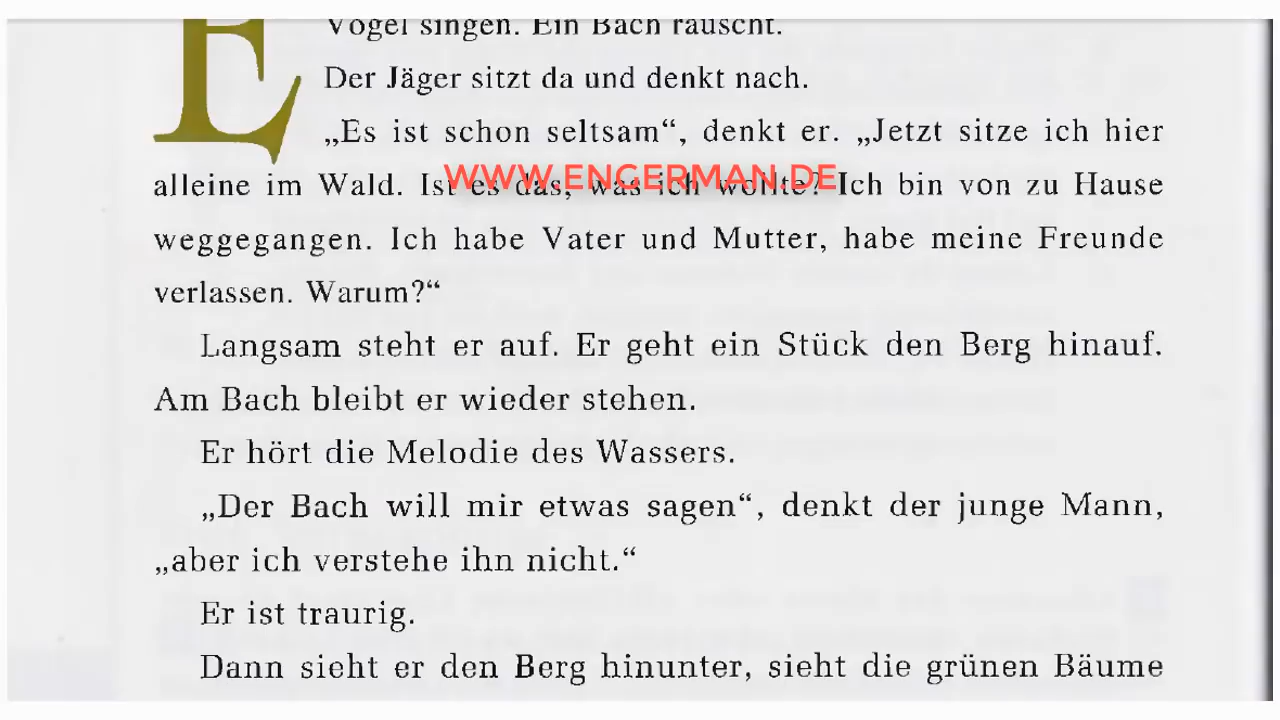 E
Vögel singen. Ein Bach rauscht.
Der Jäger sitzt da und denkt nach.
„Es ist schon seltsam“, denkt er. „Jetzt sitze ich hier
WWW.ENGERMAN.DE
alleine im Wald. Ist es das, was ich wollte? Ich bin von zu Hause
weggegangen. Ich habe Vater und Mutter, habe meine Freunde
verlassen. Warum?“
Langsam steht er auf. Er geht ein Stück den Berg hinauf.
Am Bach bleibt er wieder stehen.
Er hört die Melodie des Wassers.
„Der Bach will mir etwas sagen“, denkt der junge Mann,
„aber ich verstehe ihn nicht.“
Er ist traurig.
Dann sieht er den Berg hinunter, sieht die grünen Bäume